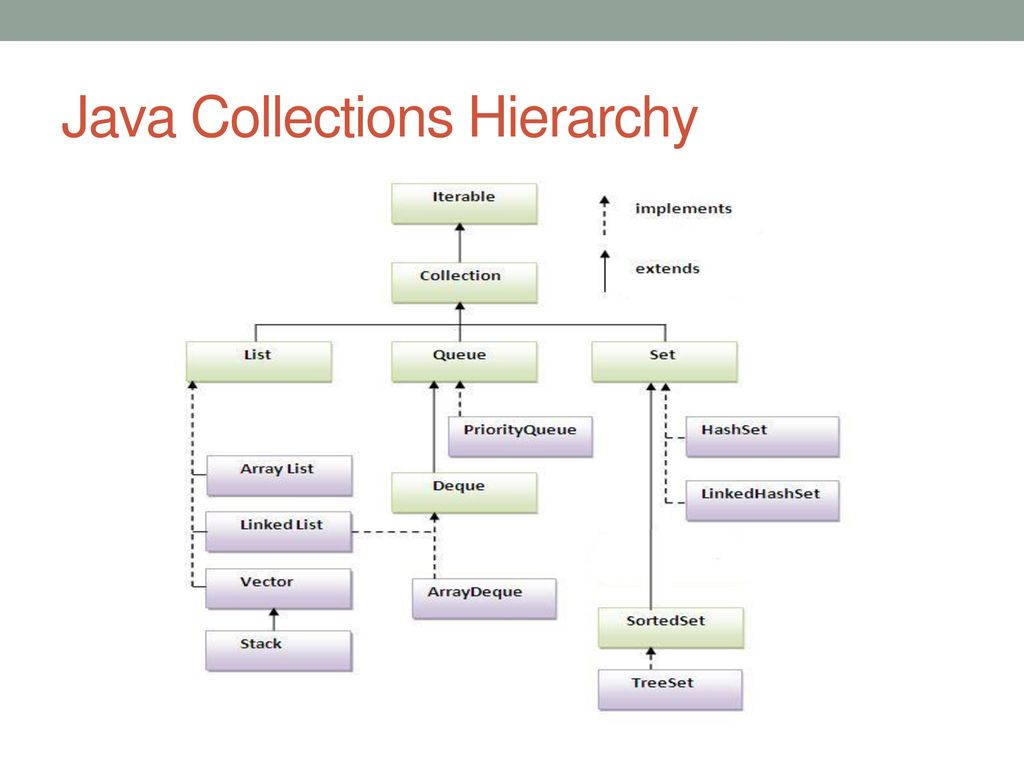 Java Collections Hierarchy
Iterable
implements
Collection
extends
List
Queue
Set
PriorityQueue
HashSet
Array List
Deque
LinkedHashSet
Linked List
Vector
ArrayDeque
SortedSet
Stack
TreeSet